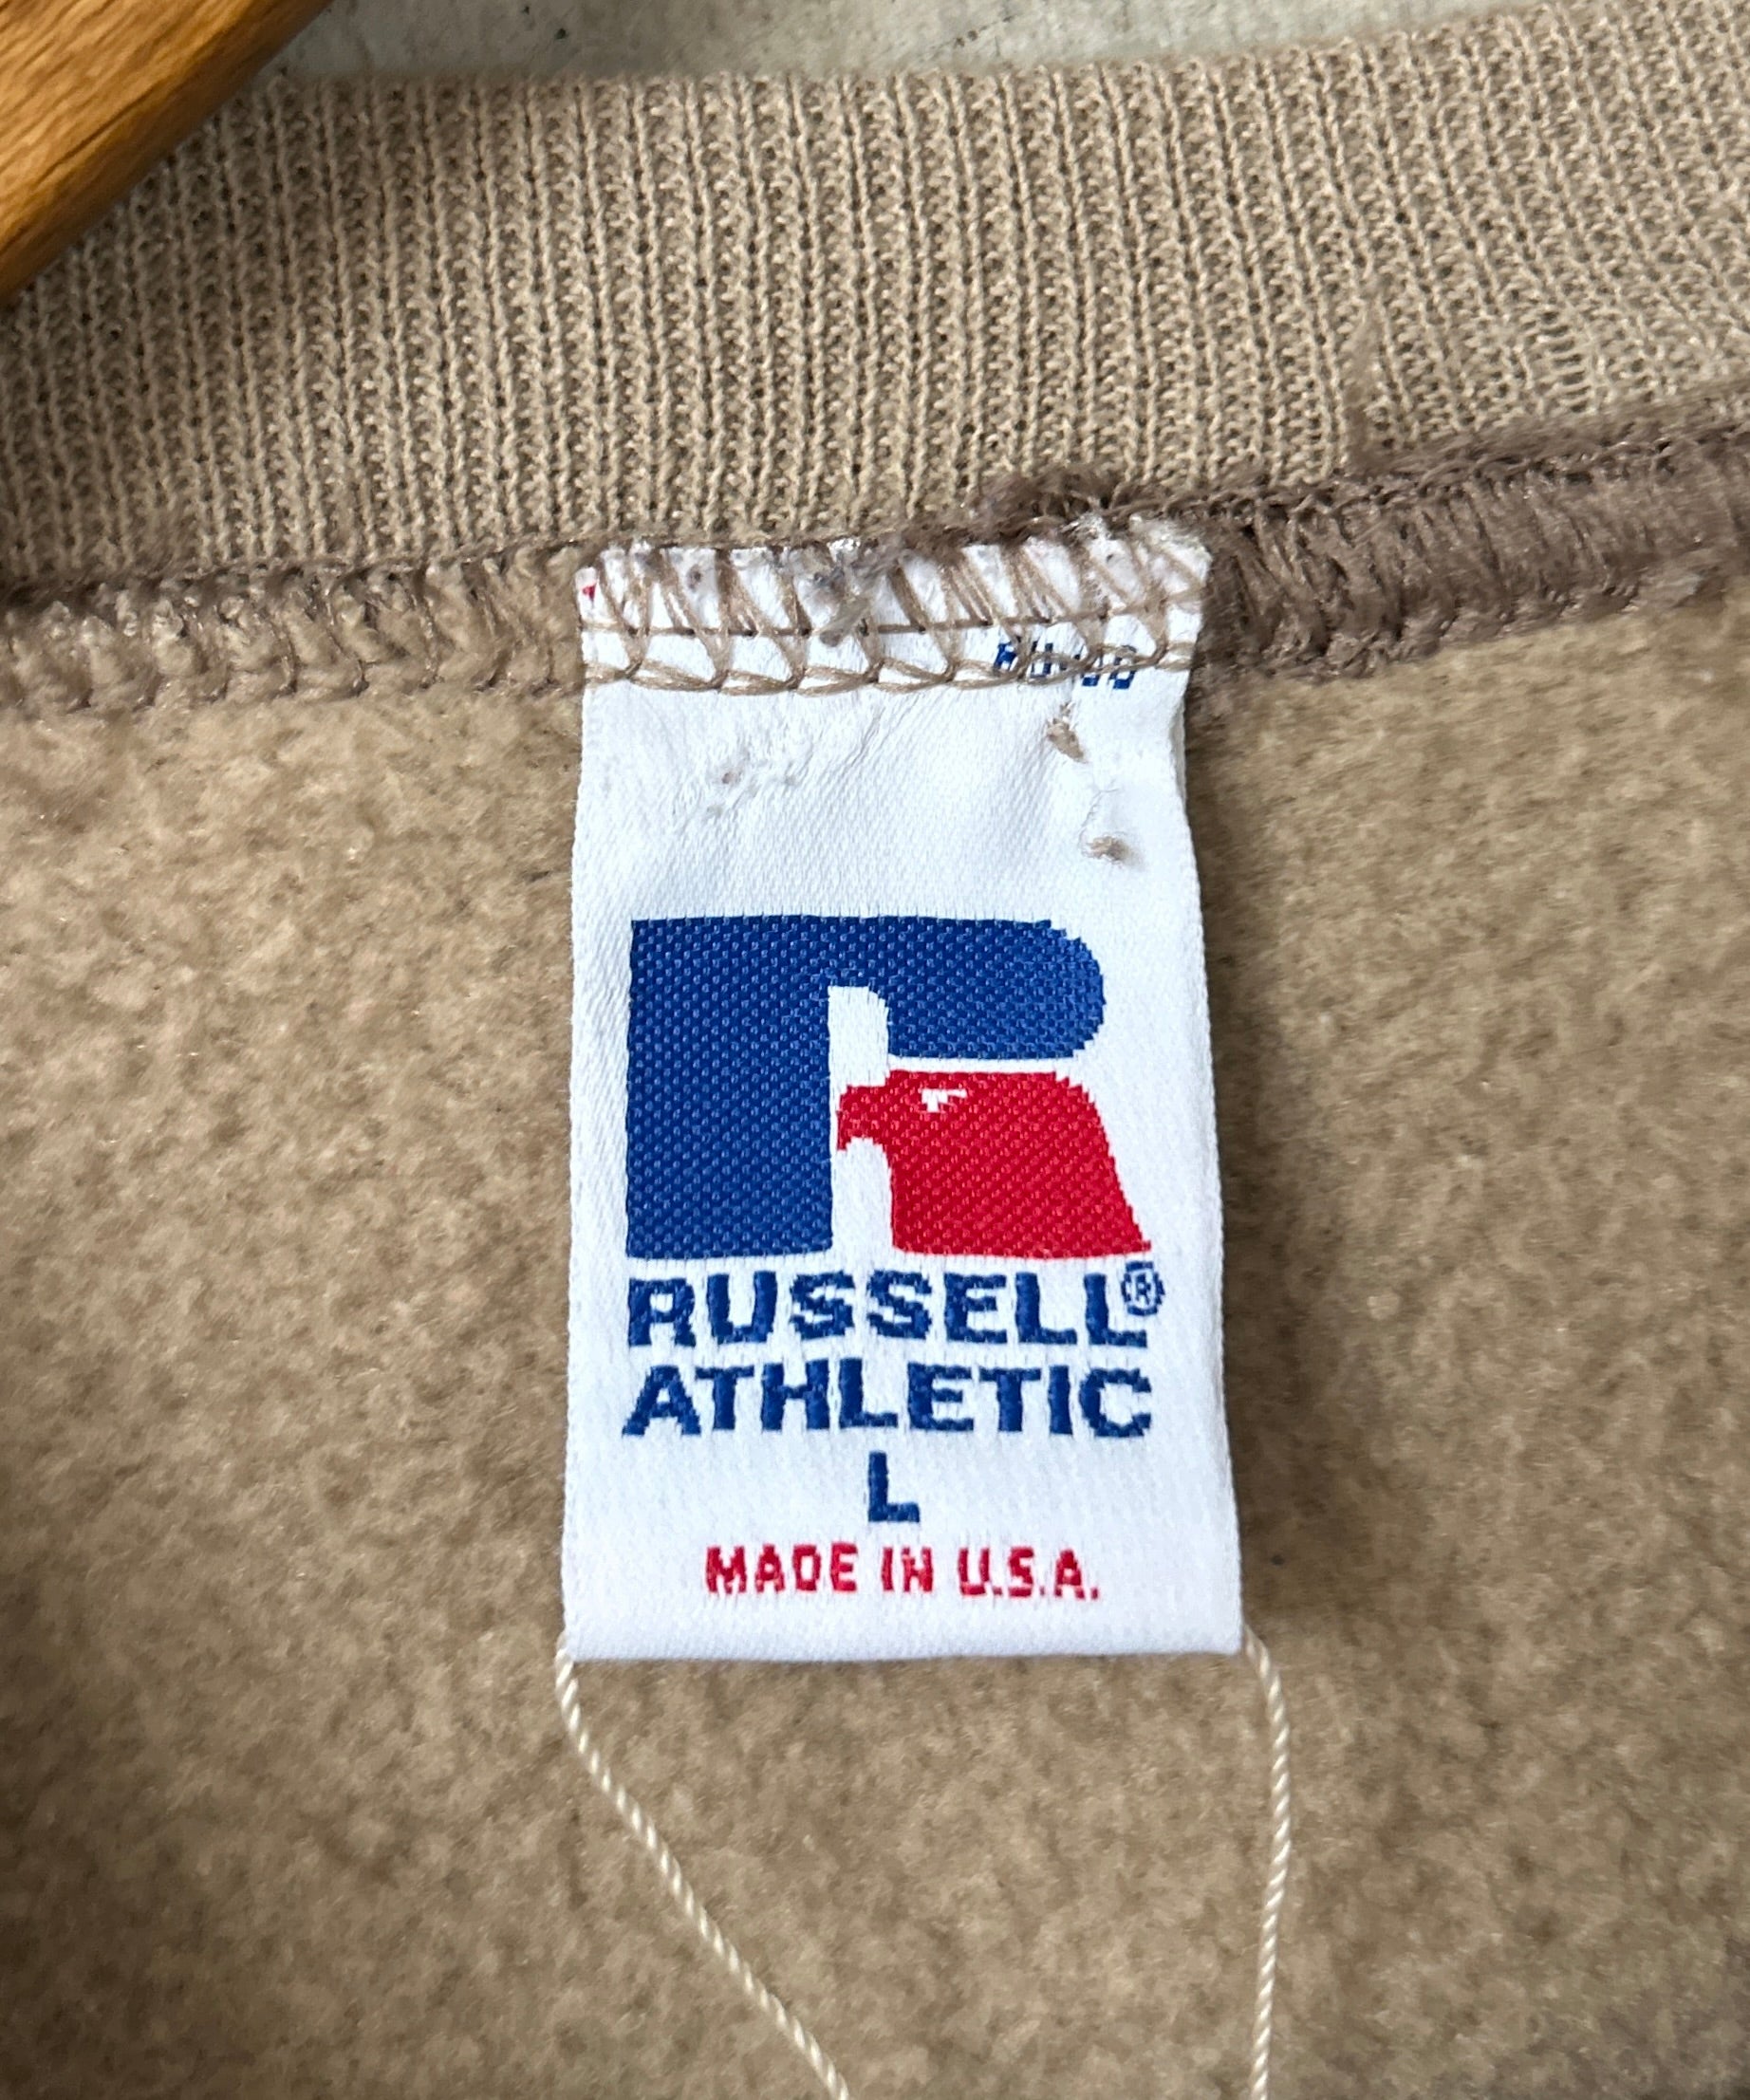 RUSSELL®
ATHLETIC
L
MADE IN U.S.A.